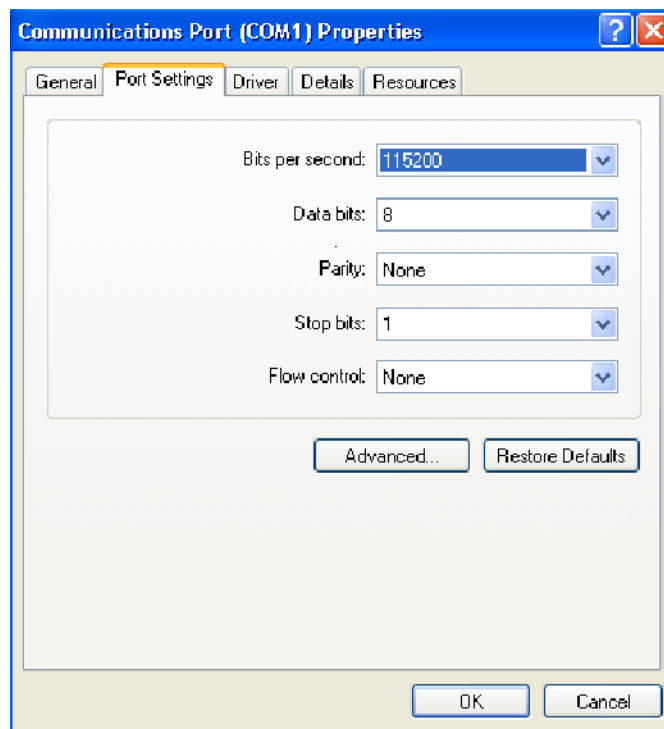 Communications Port (COM1) Properties
General Port Settings Driver Details Resources
Bits per second: 115200
Data bits: 8
Parity: None
Stop bits: 1
Flow control: None
Advanced... Restore Defaults
OK Cancel